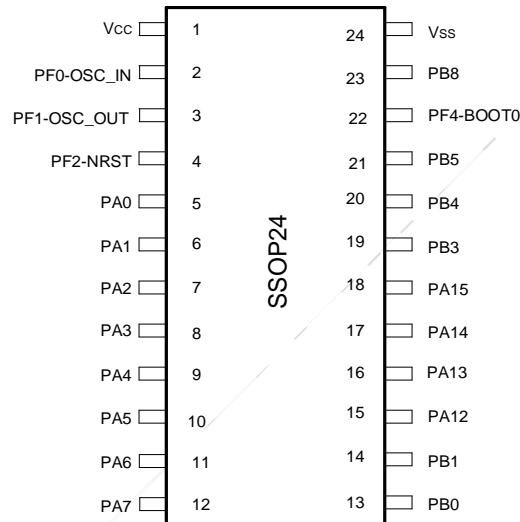 Vcc 1 24 Vss
PF0-OSC_IN 2 23 PB8
PF1-OSC_OUT 3 22 PF4-BOOT0
PF2-NRST 4 21 PB5
PA0 5 20 PB4
PA1 6 19 PB3
PA2 7 18 PA15
PA3 8 17 PA14
PA4 9 16 PA13
PA5 10 15 PA12
PA6 11 14 PB1
PA7 12 13 PB0
SSOP24